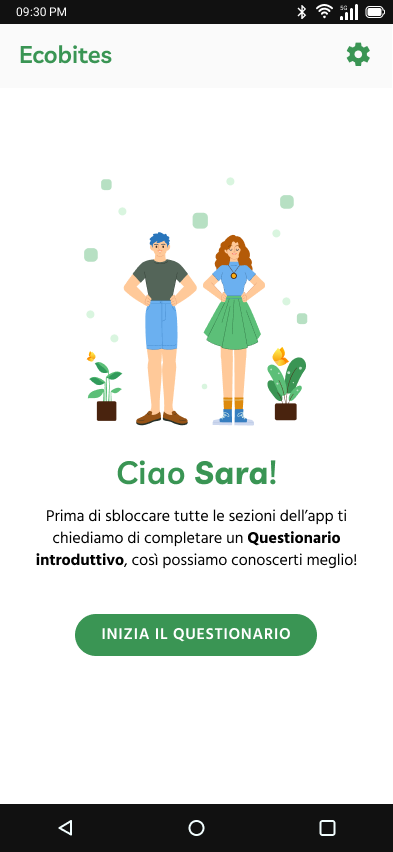 09:30 PM
5G
Ecobites
Ciao Sara!
Prima di sbloccare tutte le sezioni dell'app ti
chiediamo di completare un Questionario
introduttivo, così possiamo conoscerti meglio!
INIZIA IL QUESTIONARIO